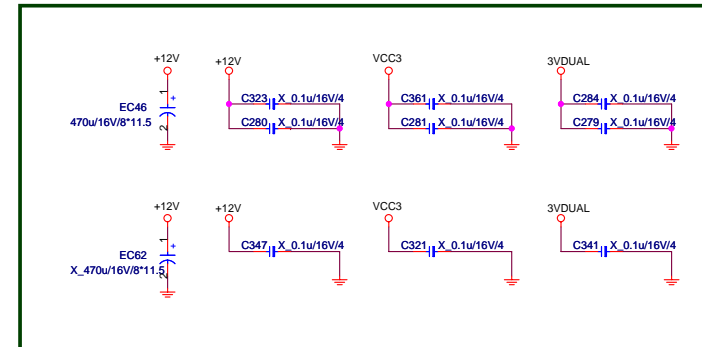 +12V
1
+
EC46
470u/16V/8*11.5
2
+12V
C323 X_0.1u/16V/4
C280 X_0.1u/16V/4
VCC3
C361 X_0.1u/16V/4
C281 X_0.1u/16V/4
3VDUAL
C284 X_0.1u/16V/4
C279 X_0.1u/16V/4
+12V
1
+
EC62
X_470u/16V/8*11.5
2
+12V
C347 X_0.1u/16V/4
VCC3
C321 X_0.1u/16V/4
3VDUAL
C341 X_0.1u/16V/4